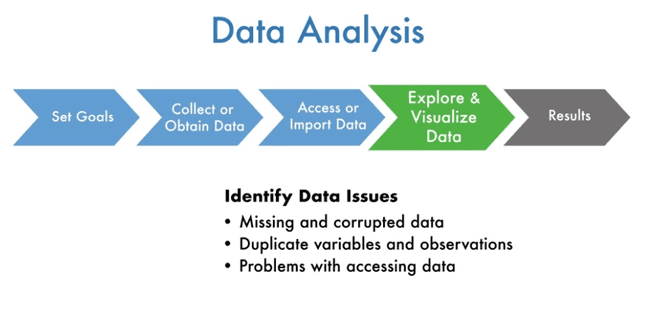 Data Analysis
Set Goals
Collect or
Obtain Data
Access or
Import Data
Explore &
Visualize
Data
Results
Identify Data Issues
• Missing and corrupted data
• Duplicate variables and observations
• Problems with accessing data